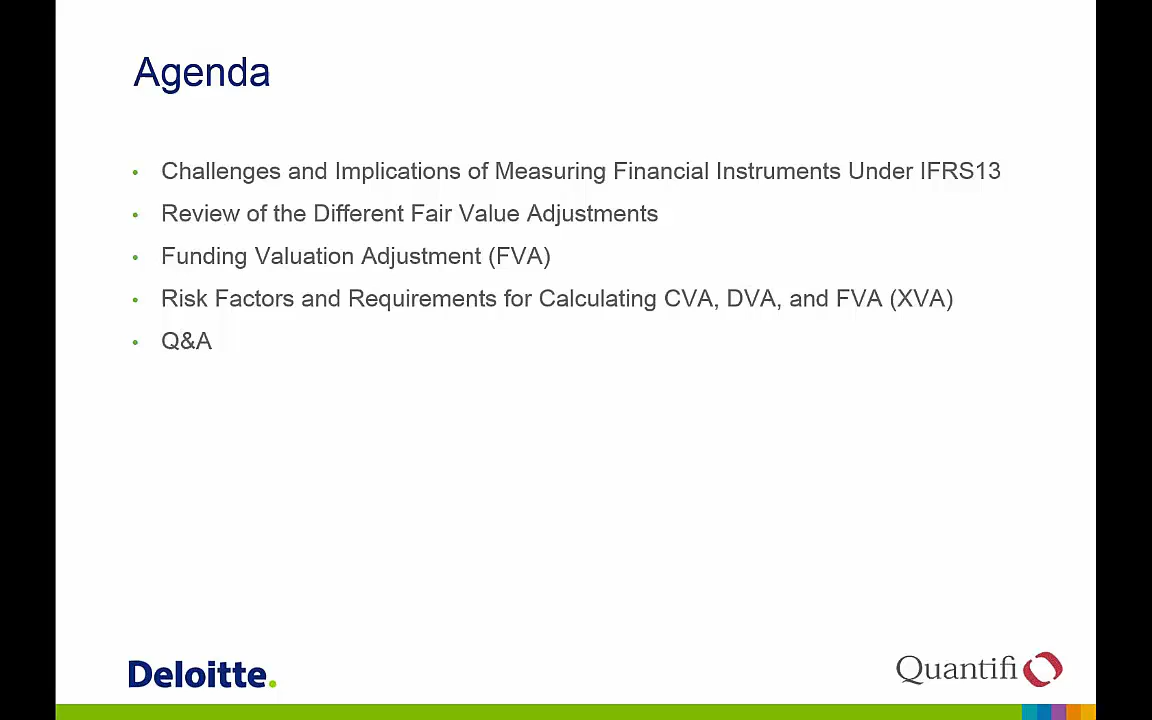 Agenda
• Challenges and Implications of Measuring Financial Instruments Under IFRS13
• Review of the Different Fair Value Adjustments
• Funding Valuation Adjustment (FVA)
• Risk Factors and Requirements for Calculating CVA, DVA, and FVA (XVA)
• Q&A
Deloitte.
Quantifi